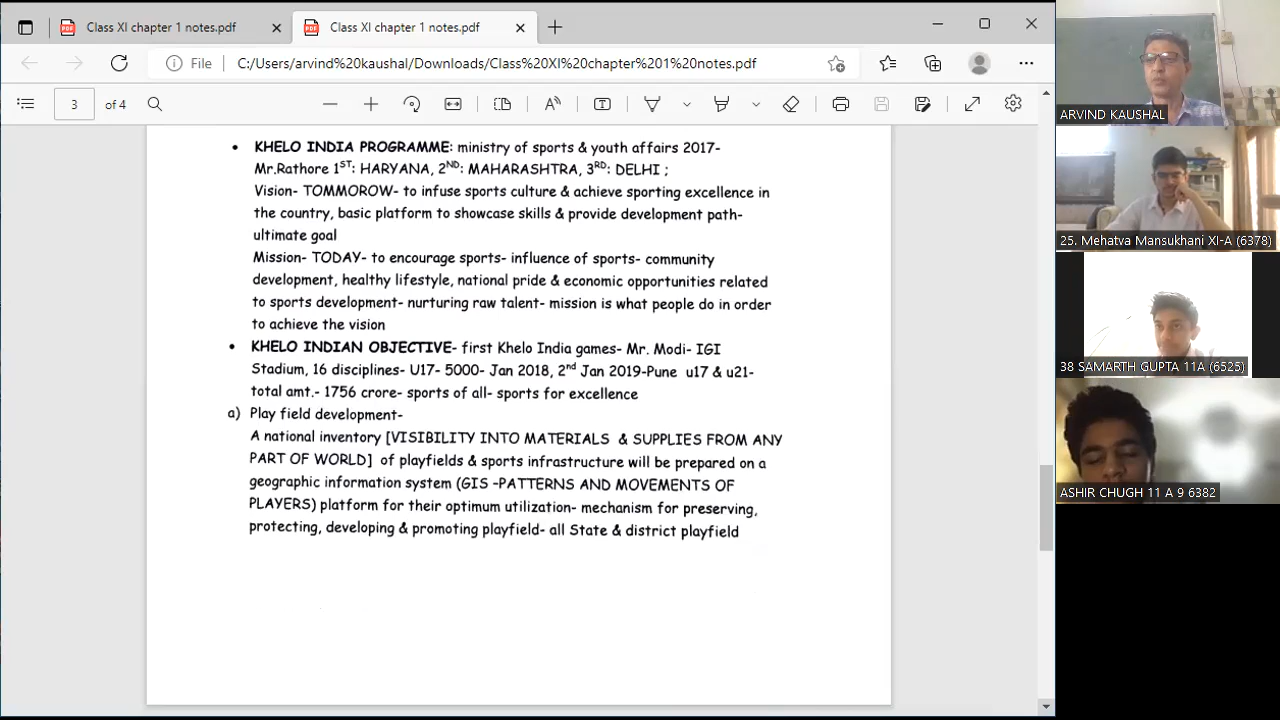 Class XI chapter 1 notes.pdf
Class XI chapter 1 notes.pdf
File
C:/Users/arvind%20kaushal/Downloads/Class%20XI%20chapter%201%20notes.pdf
3 of 4
• KHELO INDIA PROGRAMME: ministry of sports & youth affairs 2017-
Mr.Rathore 1ST: HARYANA, 2ND: MAHARASHTRA, 3RD: DELHI ;
Vision- TOMMOROW- to infuse sports culture & achieve sporting excellence in
the country, basic platform to showcase skills & provide development path-
ultimate goal
Mission- TODAY- to encourage sports- influence of sports- community
development, healthy lifestyle, national pride & economic opportunities related
to sports development- nurturing raw talent- mission is what people do in order
to achieve the vision
• KHELO INDIAN OBJECTIVE- first Khelo India games- Mr. Modi- IGI
Stadium, 16 disciplines- U17- 5000- Jan 2018, 2nd Jan 2019-Pune u17 & u21-
total amt.- 1756 crore- sports of all- sports for excellence
a) Play field development-
A national inventory [VISIBILITY INTO MATERIALS & SUPPLIES FROM ANY
PART OF WORLD] of playfields & sports infrastructure will be prepared on a
geographic information system (GIS -PATTERNS AND MOVEMENTS OF
PLAYERS) platform for their optimum utilization- mechanism for preserving,
protecting, developing & promoting playfield- all State & district playfield
ARVIND KAUSHAL
25. Mehatva Mansukhani XI-A (6378)
38 SAMARTH GUPTA 11A (6525)
ASHIR CHUGH 11 A 9 6382